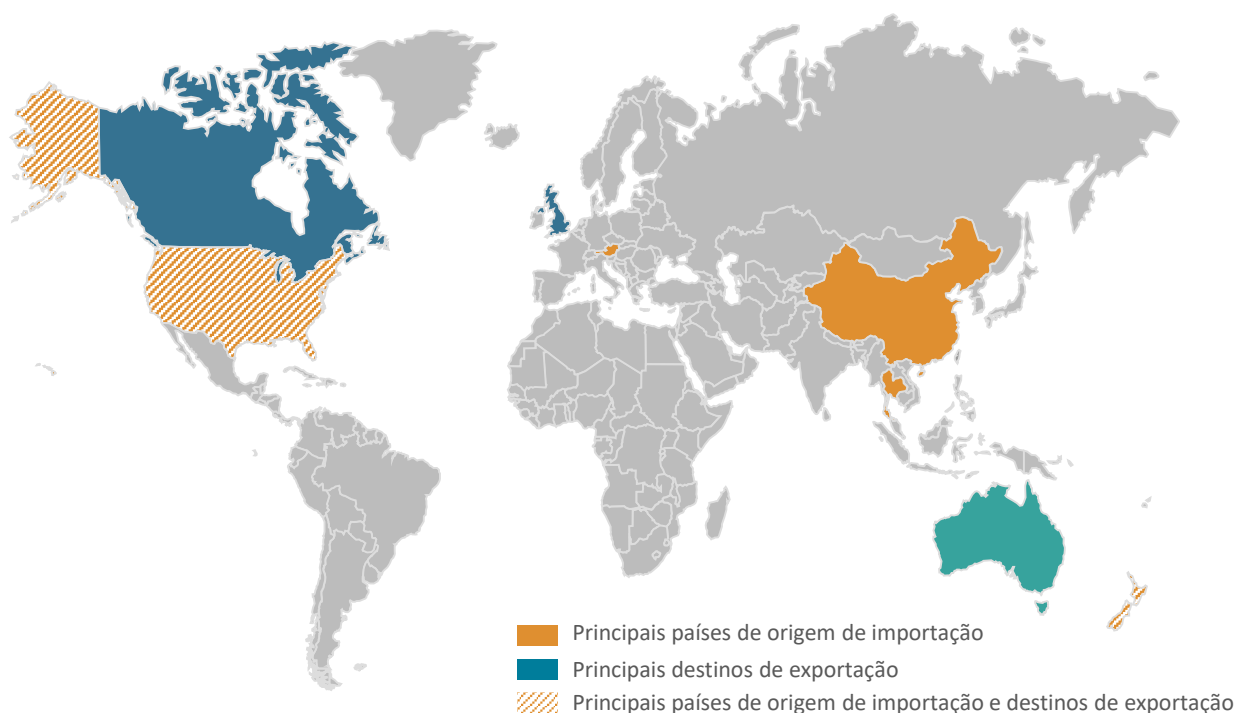 Principais países de origem de importação
Principais destinos de exportação
Principais países de origem de importação e destinos de exportação